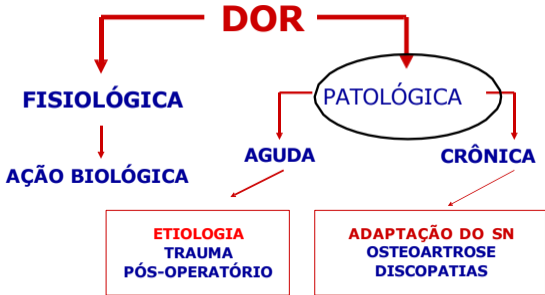 DOR
FISIOLÓGICA
PATOLÓGICA
AGUDA
CRÔNICA
AÇÃO BIOLÓGICA
ETIOLOGIA
TRAUMA
PÓS-OPERATÓRIO
ADAPTAÇÃO DO SN
OSTEOARTROSE
DISCOPATIAS